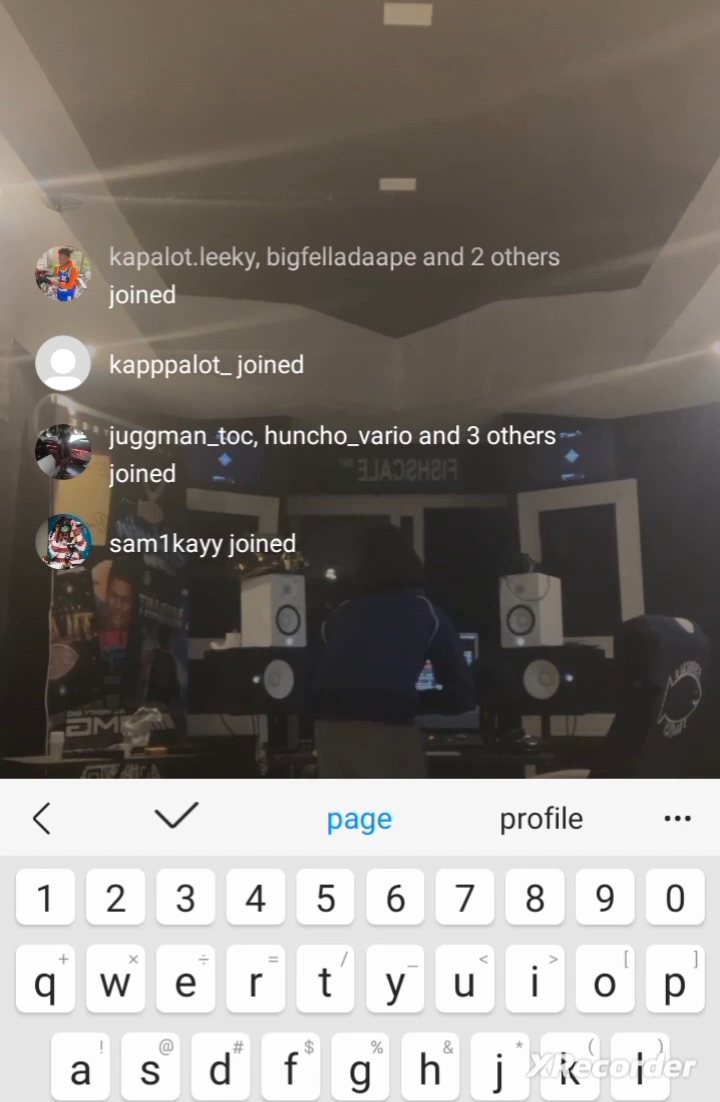 kapalot.leeky, bigfelladaape and 2 others
joined
kapppalot_ joined
juggman_toc, huncho_vario and 3 others
joined
FISHSCALE
sam1kayy joined
page profile
1 2 3 4 5 6 7 8 9 0
+ × ÷ = / _ < > [ ]
q w e r t y u i o p
! @ # $ % & * ( )
a s d f g h j k l
XRecorder